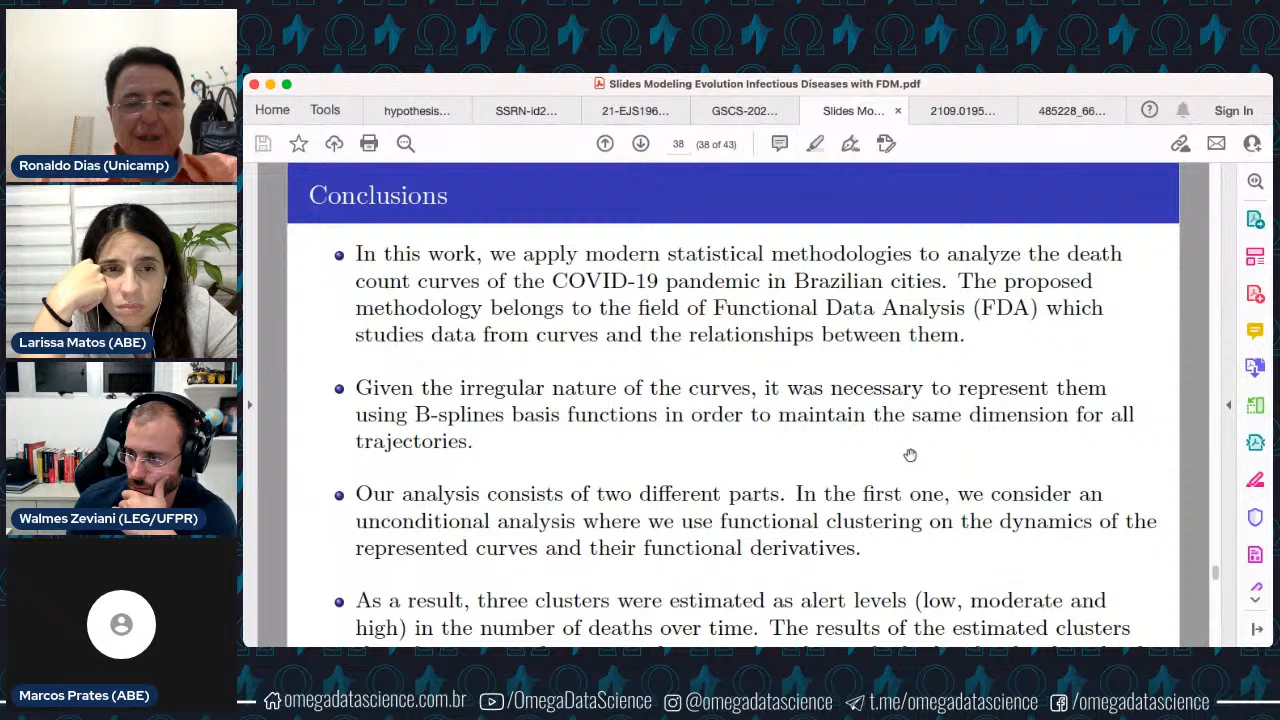 Slides Modeling Evolution Infectious Diseases with FDM.pdf
Home Tools hypothesis... SSRN-id2... 21-EJS196... GSCS-202... Slides Mo... × 2109.0195... 485228_66... Sign In
38 (38 of 43)
Conclusions
In this work, we apply modern statistical methodologies to analyze the death
count curves of the COVID-19 pandemic in Brazilian cities. The proposed
methodology belongs to the field of Functional Data Analysis (FDA) which
studies data from curves and the relationships between them.
Given the irregular nature of the curves, it was necessary to represent them
using B-splines basis functions in order to maintain the same dimension for all
trajectories.
Our analysis consists of two different parts. In the first one, we consider an
unconditional analysis where we use functional clustering on the dynamics of the
represented curves and their functional derivatives.
As a result, three clusters were estimated as alert levels (low, moderate and
high) in the number of deaths over time. The results of the estimated clusters
Ronaldo Dias (Unicamp)
Larissa Matos (ABE)
Walmes Zeviani (LEG/UFPR)
Marcos Prates (ABE)
omegadatascience.com.br /OmegaDataScience @omegadatascience t.me/omegadatascience /omegadatascience